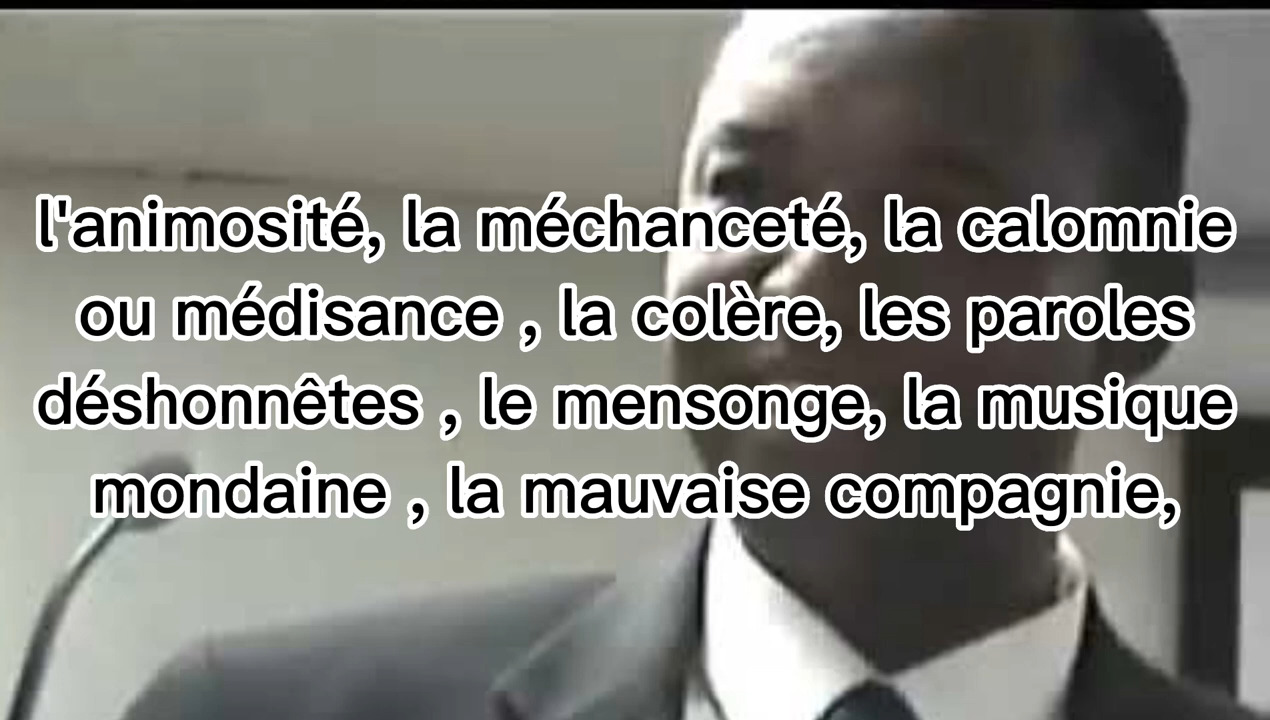 l'animosité, la méchanceté, la calomnie
ou médisance , la colère, les paroles
déshonnêtes , le mensonge, la musique
mondaine , la mauvaise compagnie,